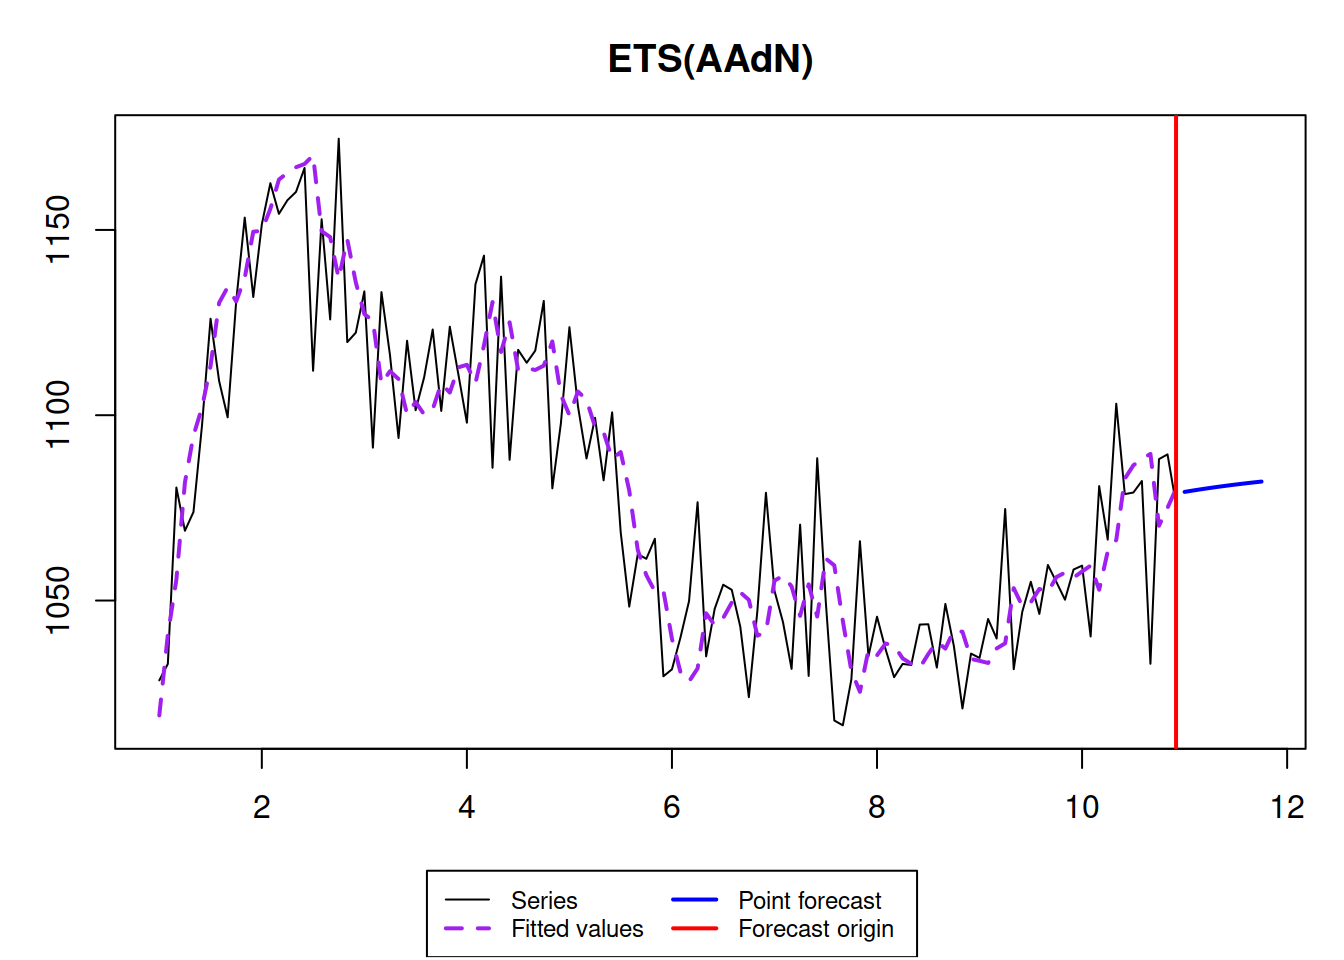 ETS(AAdN)
1150
1100
1050
2 4 6 8 10 12
Series Point forecast
Fitted values Forecast origin